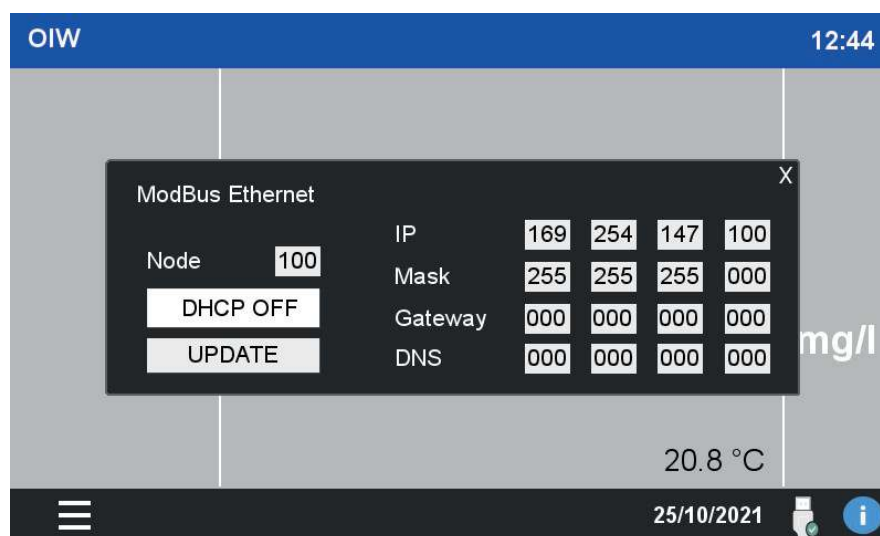 OIW 12:44
X
ModBus Ethernet
IP 169 254 147 100
Node 100
Mask 255 255 255 000
DHCP OFF
Gateway 000 000 000 000
UPDATE
DNS 000 000 000 000
mg/l
20.8 °C
25/10/2021
i